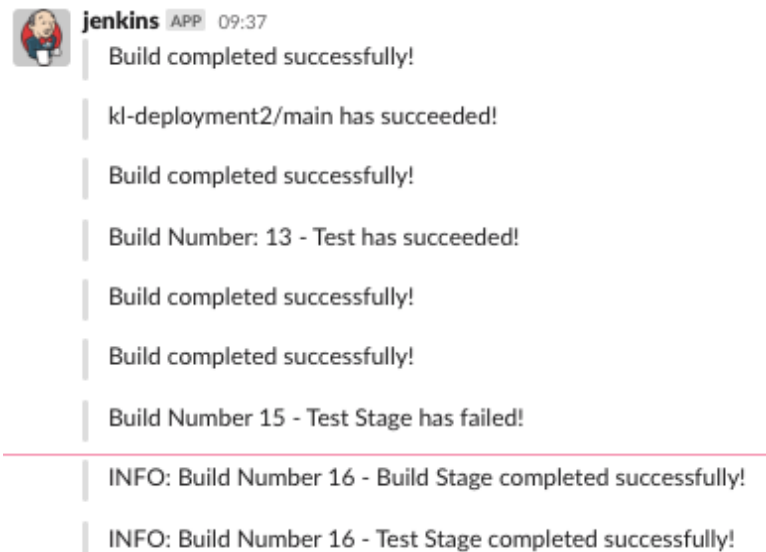 jenkins APP 09:37
Build completed successfully!
kl-deployment2/main has succeeded!
Build completed successfully!
Build Number: 13 - Test has succeeded!
Build completed successfully!
Build completed successfully!
Build Number 15 - Test Stage has failed!
INFO: Build Number 16 - Build Stage completed successfully!
INFO: Build Number 16 - Test Stage completed successfully!